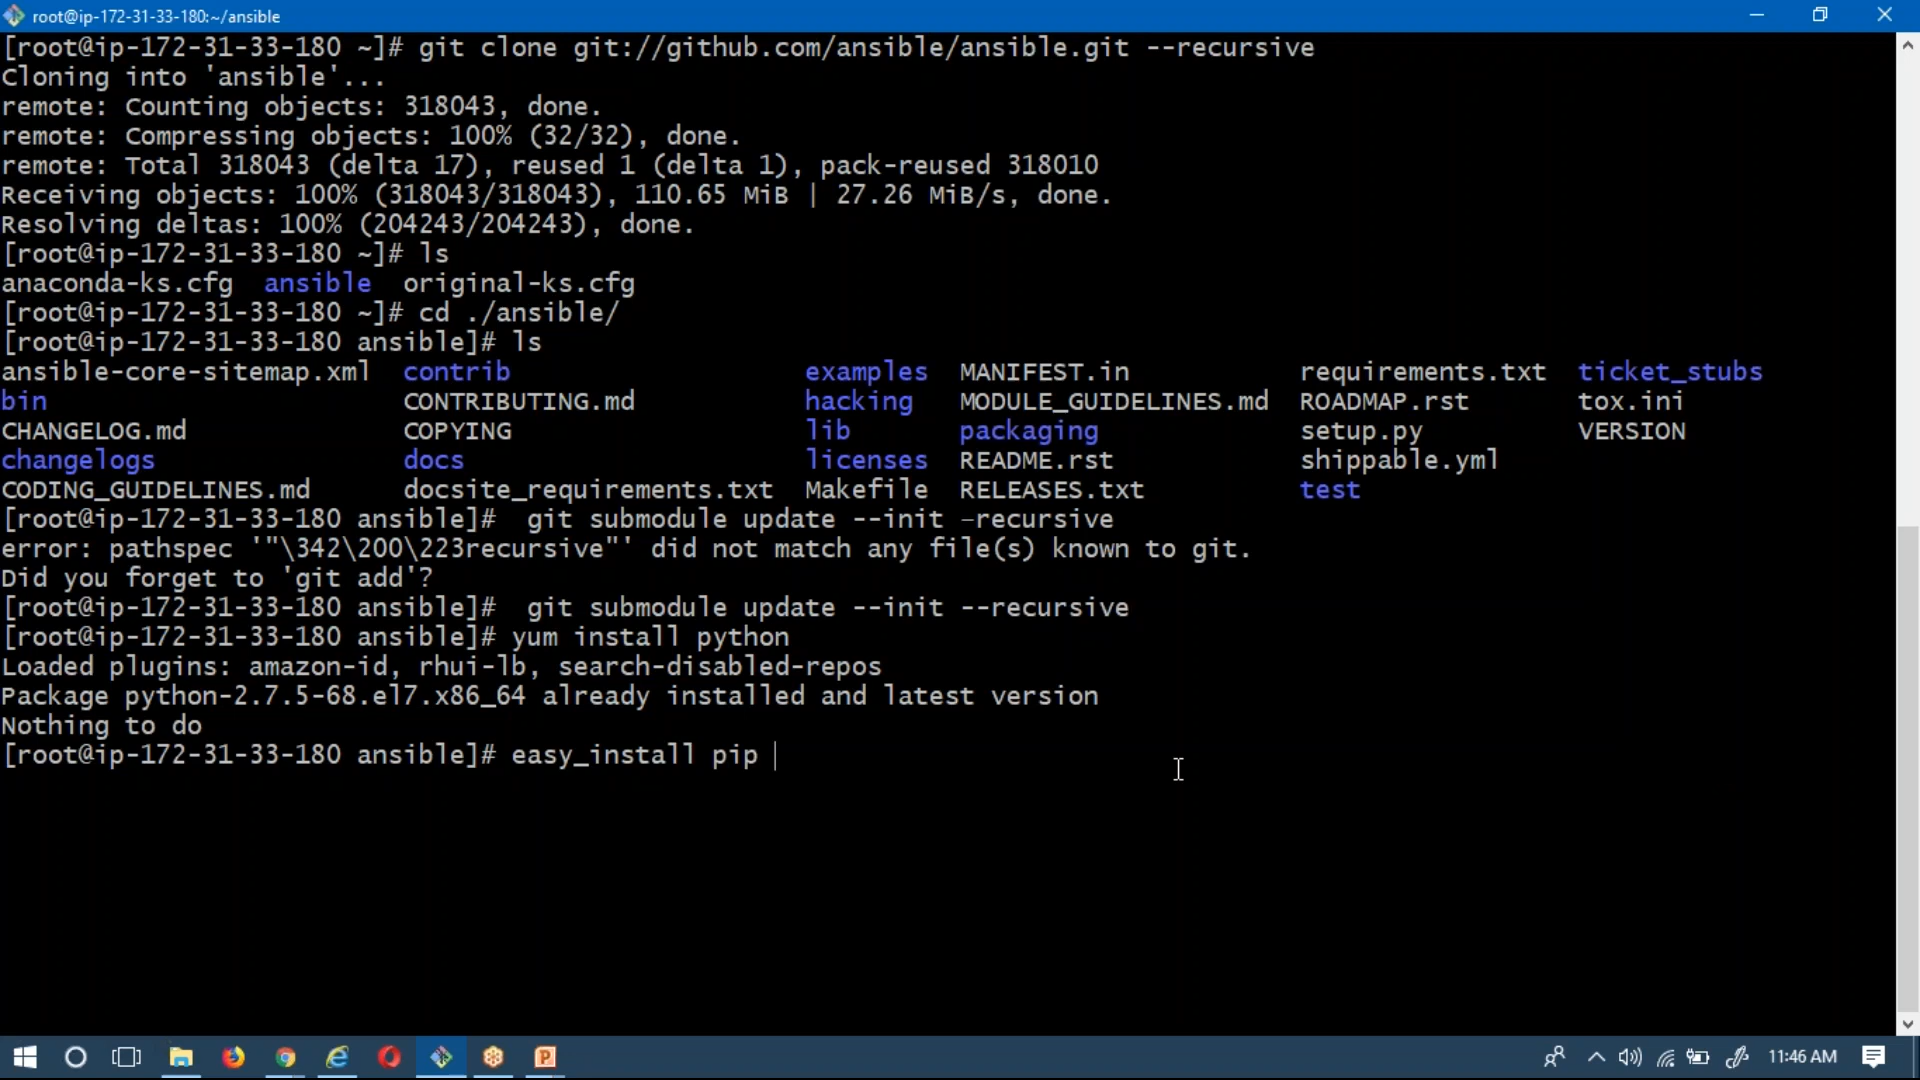 root@ip-172-31-33-180:~/ansible
[root@ip-172-31-33-180 ~]# git clone git://github.com/ansible/ansible.git --recursive
Cloning into 'ansible'...
remote: Counting objects: 318043, done.
remote: Compressing objects: 100% (32/32), done.
remote: Total 318043 (delta 17), reused 1 (delta 1), pack-reused 318010
Receiving objects: 100% (318043/318043), 110.65 MiB | 27.26 MiB/s, done.
Resolving deltas: 100% (204243/204243), done.
[root@ip-172-31-33-180 ~]# ls
anaconda-ks.cfg  ansible  original-ks.cfg
[root@ip-172-31-33-180 ~]# cd ./ansible/
[root@ip-172-31-33-180 ansible]# ls
ansible-core-sitemap.xml  contrib                   examples  MANIFEST.in           requirements.txt  ticket_stubs
bin                       CONTRIBUTING.md           hacking   MODULE_GUIDELINES.md  ROADMAP.rst       tox.ini
CHANGELOG.md              COPYING                   lib       packaging             setup.py          VERSION
changelogs                docs                      licenses  README.rst            shippable.yml
CODING_GUIDELINES.md      docsite_requirements.txt  Makefile  RELEASES.txt          test
[root@ip-172-31-33-180 ansible]#  git submodule update --init –recursive
error: pathspec '"\342\200\223recursive"' did not match any file(s) known to git.
Did you forget to 'git add'?
[root@ip-172-31-33-180 ansible]#  git submodule update --init --recursive
[root@ip-172-31-33-180 ansible]# yum install python
Loaded plugins: amazon-id, rhui-lb, search-disabled-repos
Package python-2.7.5-68.el7.x86_64 already installed and latest version
Nothing to do
[root@ip-172-31-33-180 ansible]# easy_install pip
11:46 AM